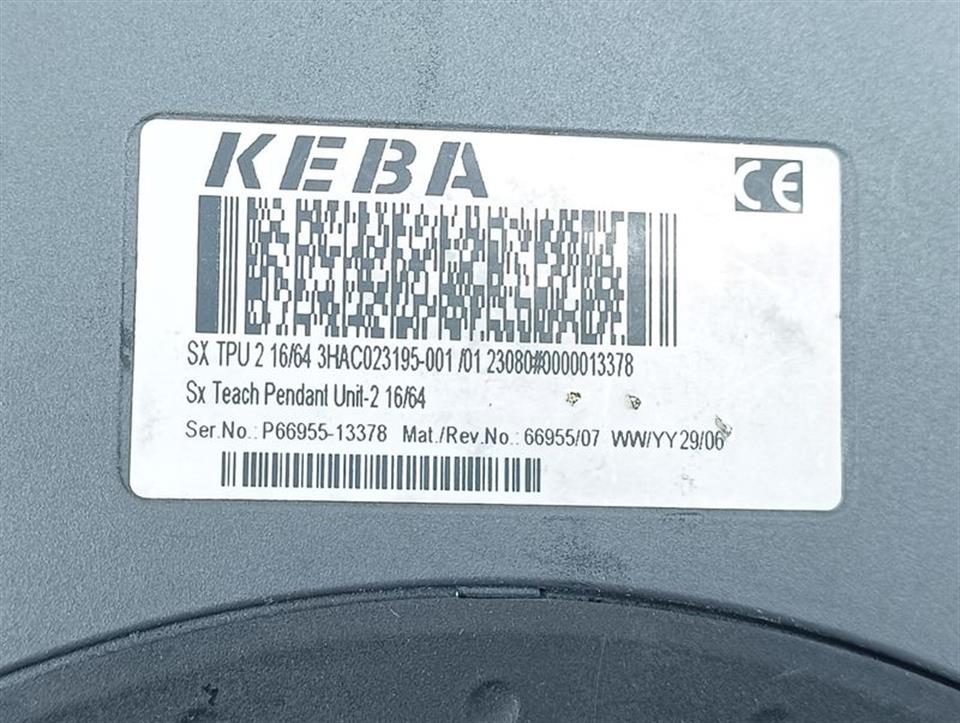 KEBA
CE
SX TPU 2 16/64 3HAC023195-001 /01 23080#0000013378
Sx Teach Pendant Unit-2 16/64
Ser.No.: P66955-13378 Mat./Rev.No.: 66955/07 WW/YY 29/06